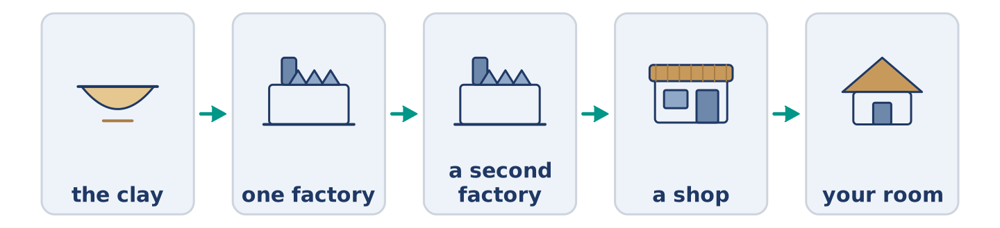 the clay
one factory
a second
factory
a shop
your room